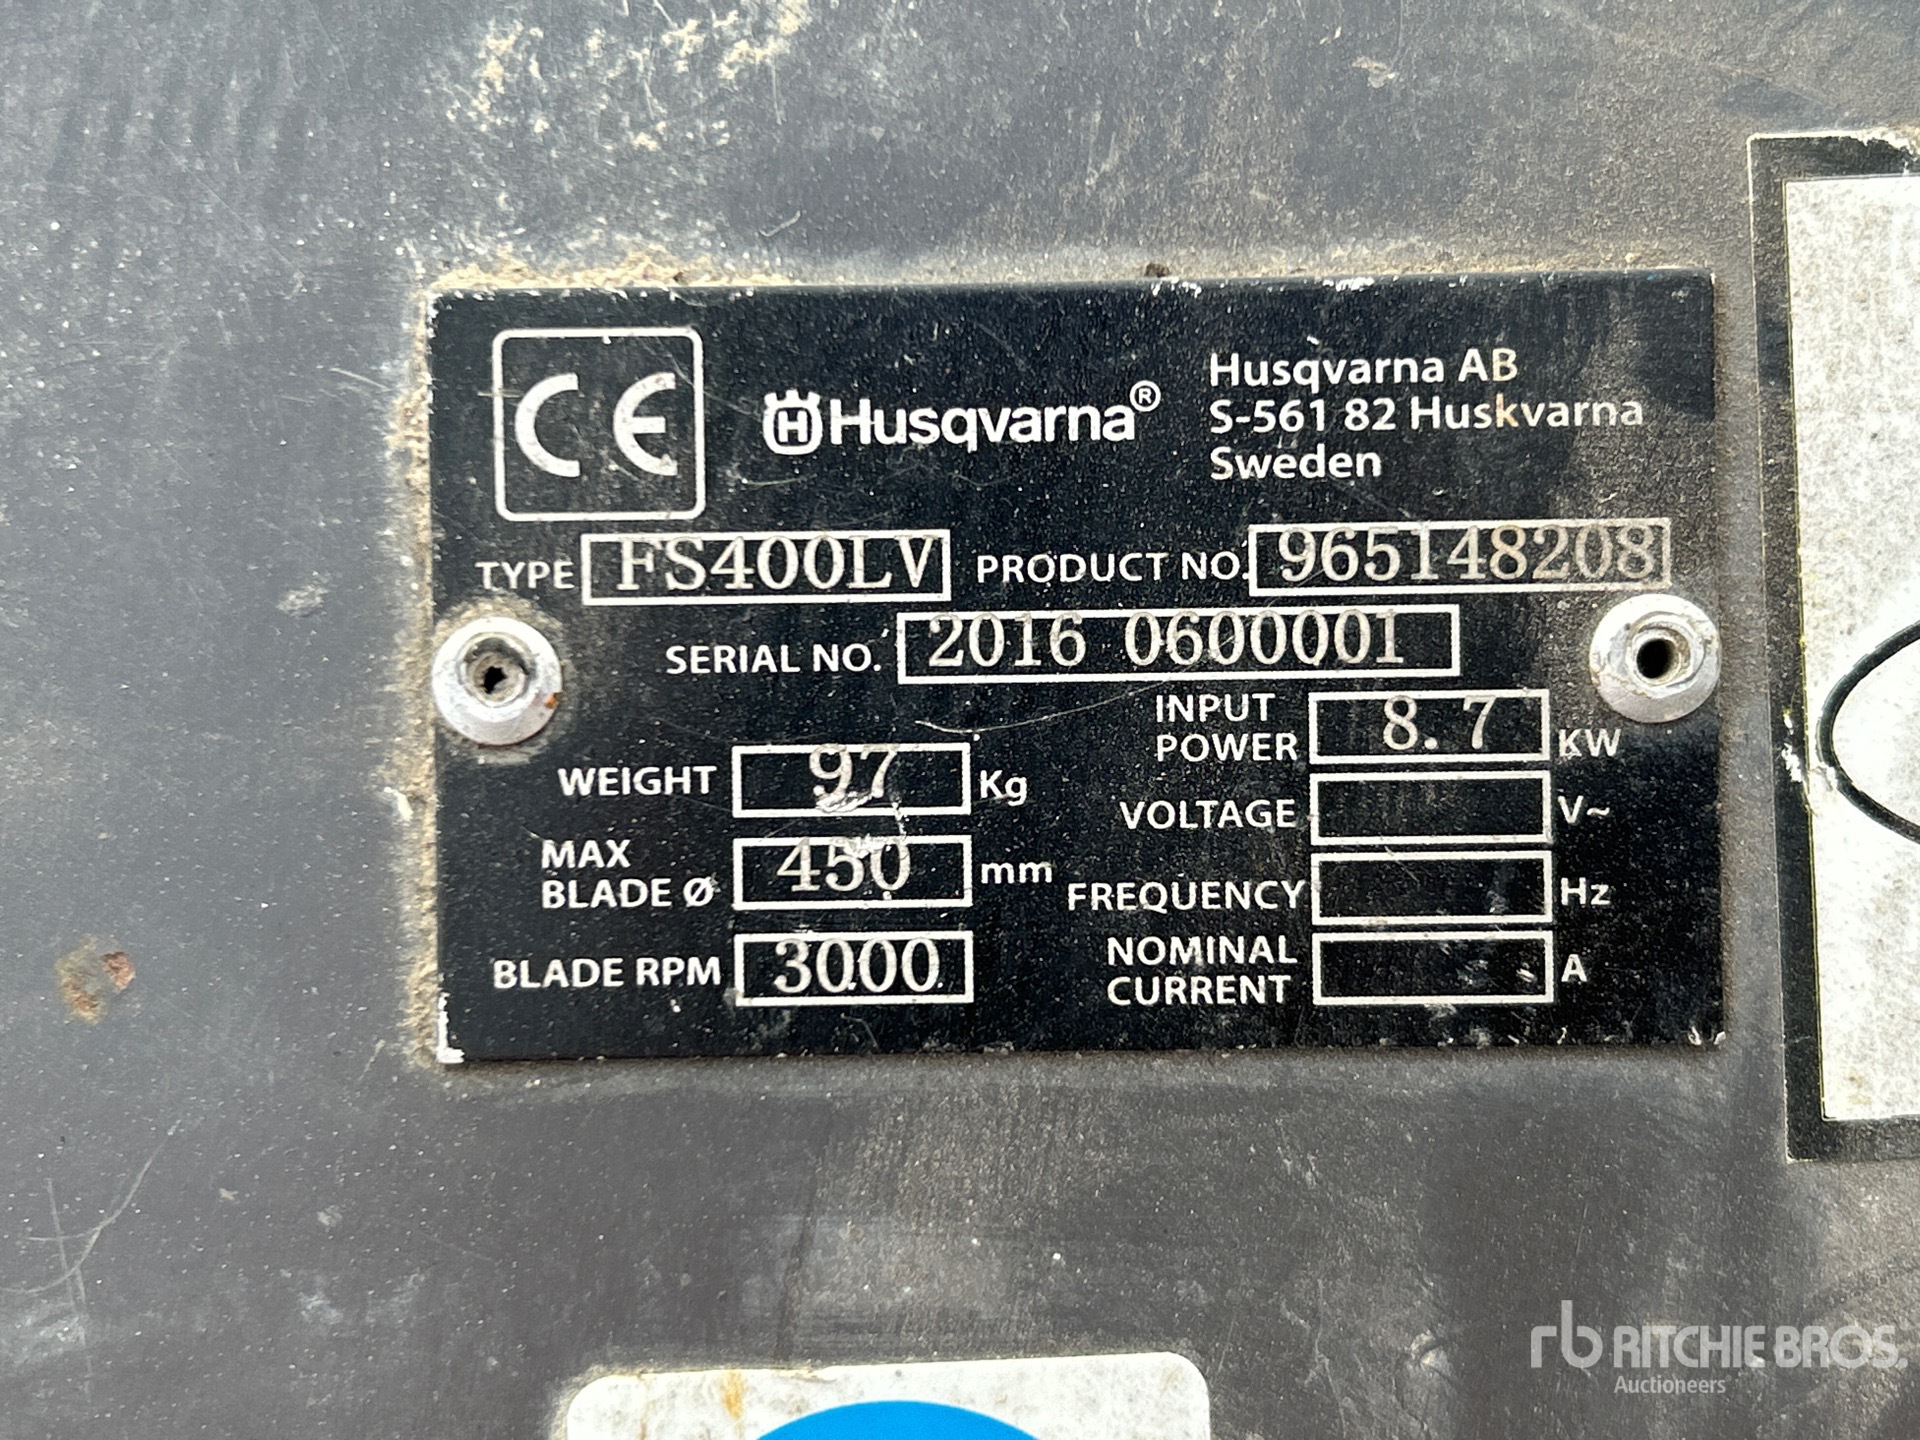 CE
H Husqvarna®
Husqvarna AB
S-561 82 Huskvarna
Sweden
TYPE FS400LV PRODUCT NO. 965148208
SERIAL NO. 2016 0600001
WEIGHT 97 Kg
MAX
BLADE Ø 450 mm
BLADE RPM 3000
INPUT
POWER 8.7 KW
VOLTAGE V~
FREQUENCY Hz
NOMINAL
CURRENT A
rb RITCHIE BROS.
Auctioneers